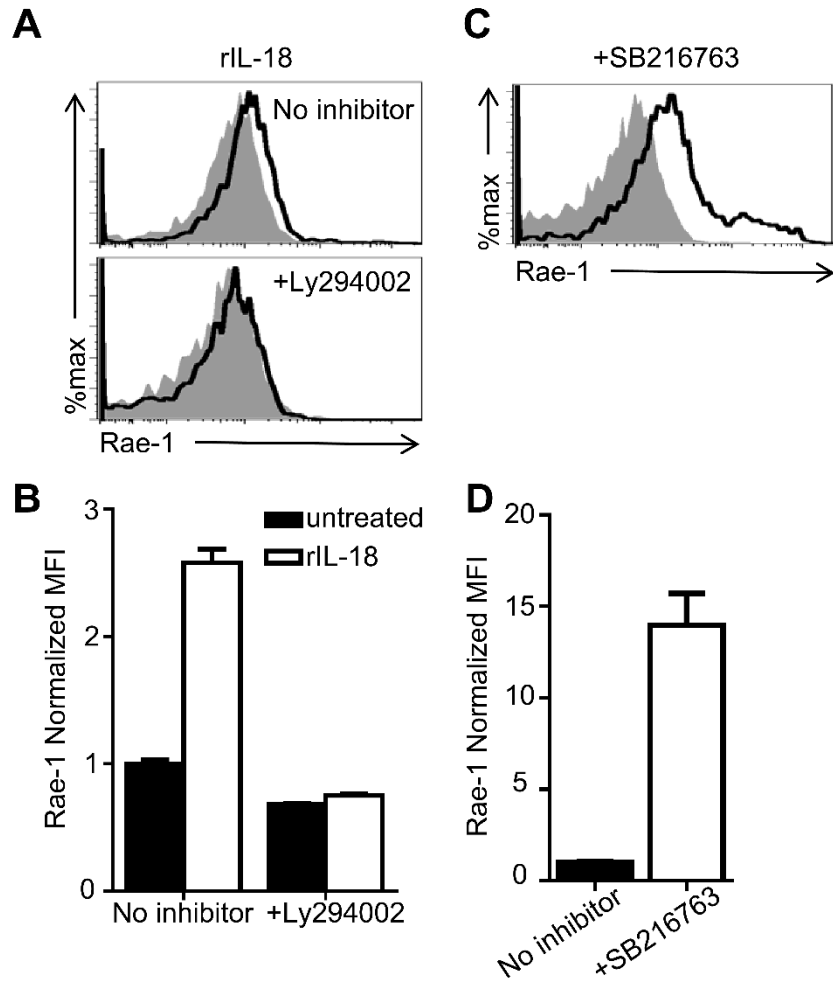 A
rIL-18
No inhibitor
+Ly294002
%max
Rae-1
C
+SB216763
%max
Rae-1
B
3
2
1
0
Rae-1 Normalized MFI
untreated
rIL-18
No inhibitor
+Ly294002
D
20
15
10
5
0
Rae-1 Normalized MFI
No inhibitor
+SB216763